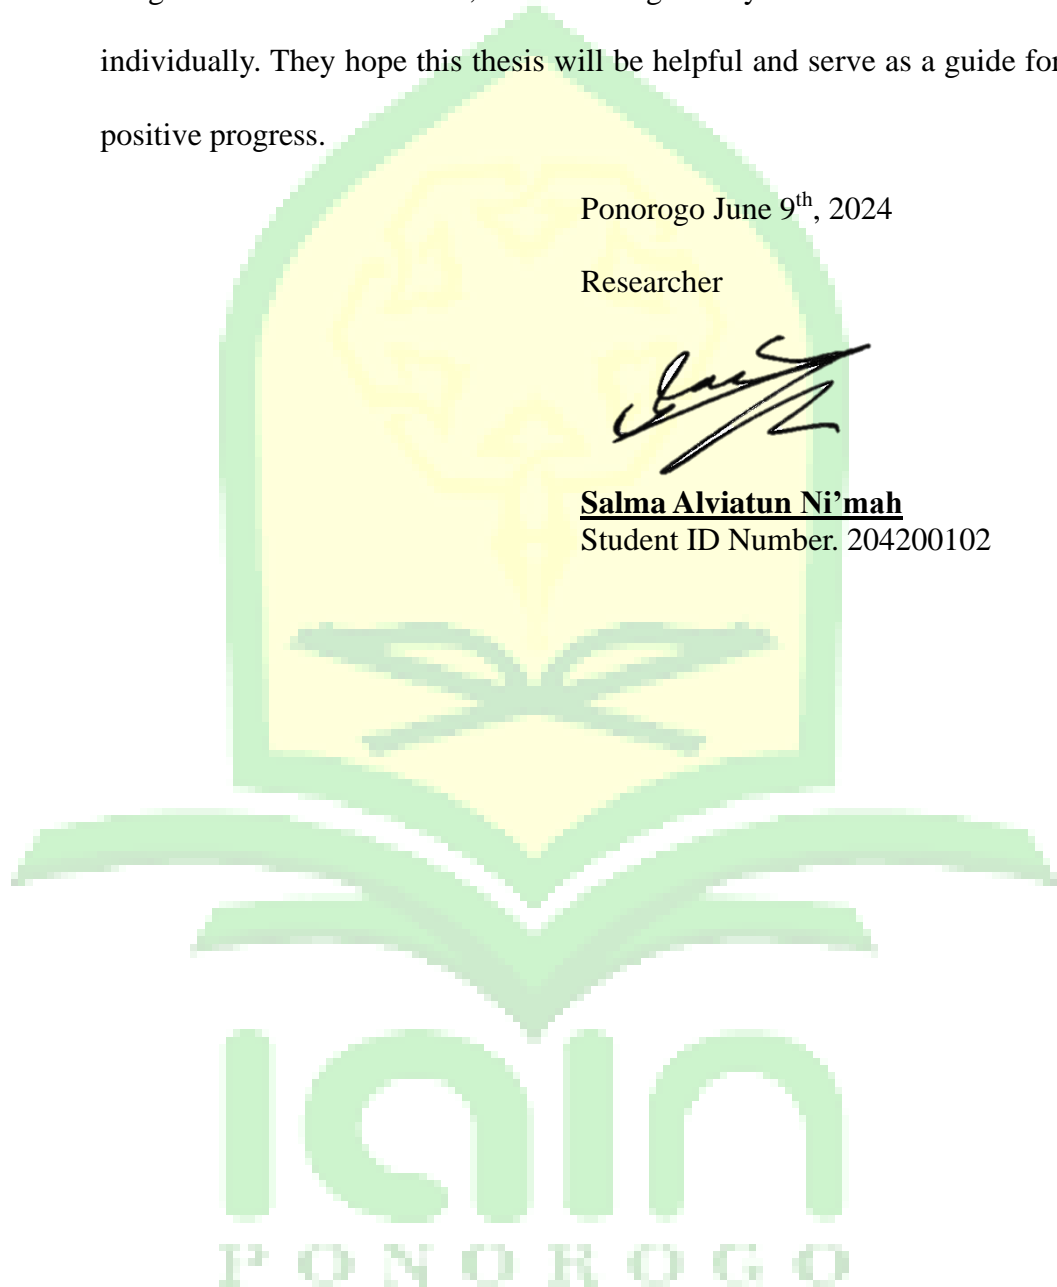 individually. They hope this thesis will be helpful and serve as a guide for
positive progress.
Ponorogo June 9th, 2024
Researcher
Salma Alviatun Ni’mah
Student ID Number. 204200102
iain
PONOROGO